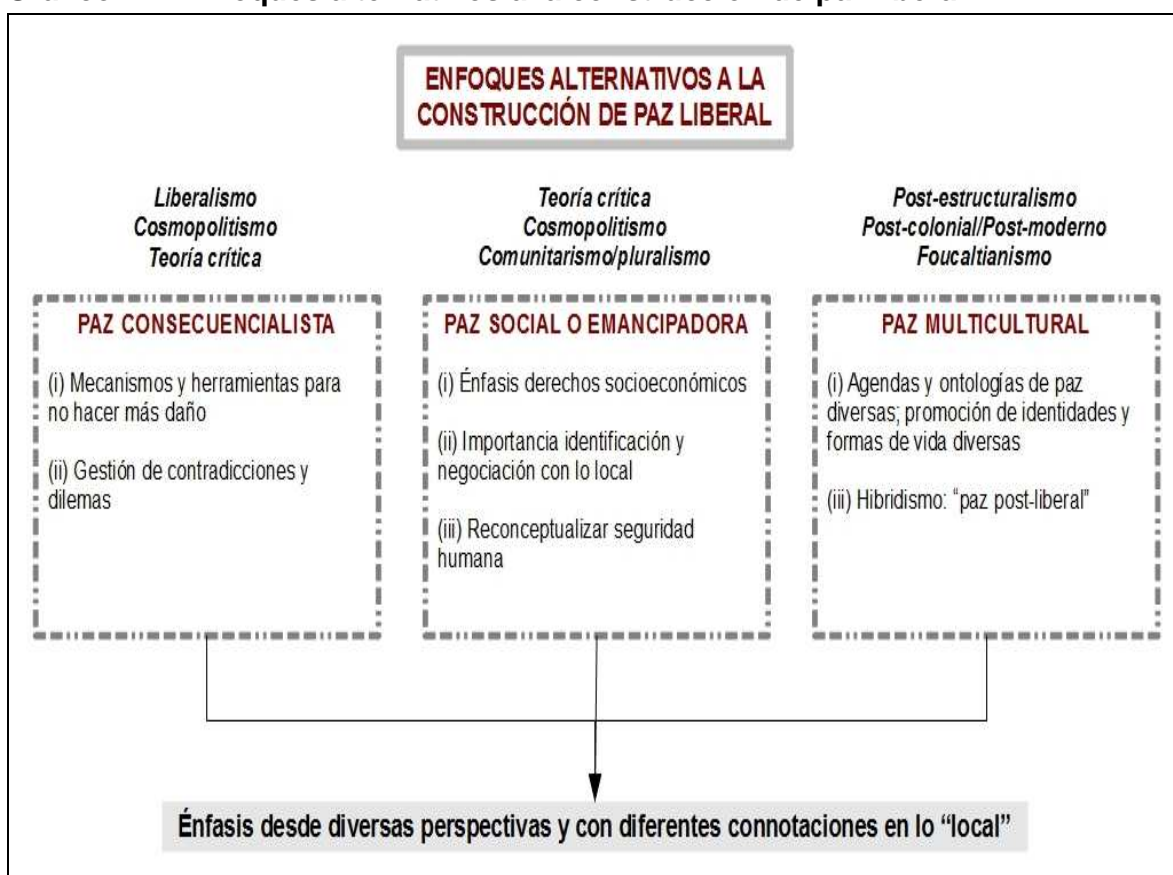 ENFOQUES ALTERNATIVOS A LA
CONSTRUCCIÓN DE PAZ LIBERAL
Liberalismo
Cosmopolitismo
Teoría crítica
PAZ CONSECUENCIALISTA
(i) Mecanismos y herramientas para
no hacer más daño
(ii) Gestión de contradicciones y
dilemas
Teoría crítica
Cosmopolitismo
Comunitarismo/pluralismo
PAZ SOCIAL O EMANCIPADORA
(i) Énfasis derechos socioeconómicos
(ii) Importancia identificación y
negociación con lo local
(iii) Reconceptualizar seguridad
humana
Post-estructuralismo
Post-colonial/Post-moderno
Foucaltianismo
PAZ MULTICULTURAL
(i) Agendas y ontologías de paz
diversas; promoción de identidades y
formas de vida diversas
(iii) Hibridismo: “paz post-liberal”
Énfasis desde diversas perspectivas y con diferentes connotaciones en lo “local”